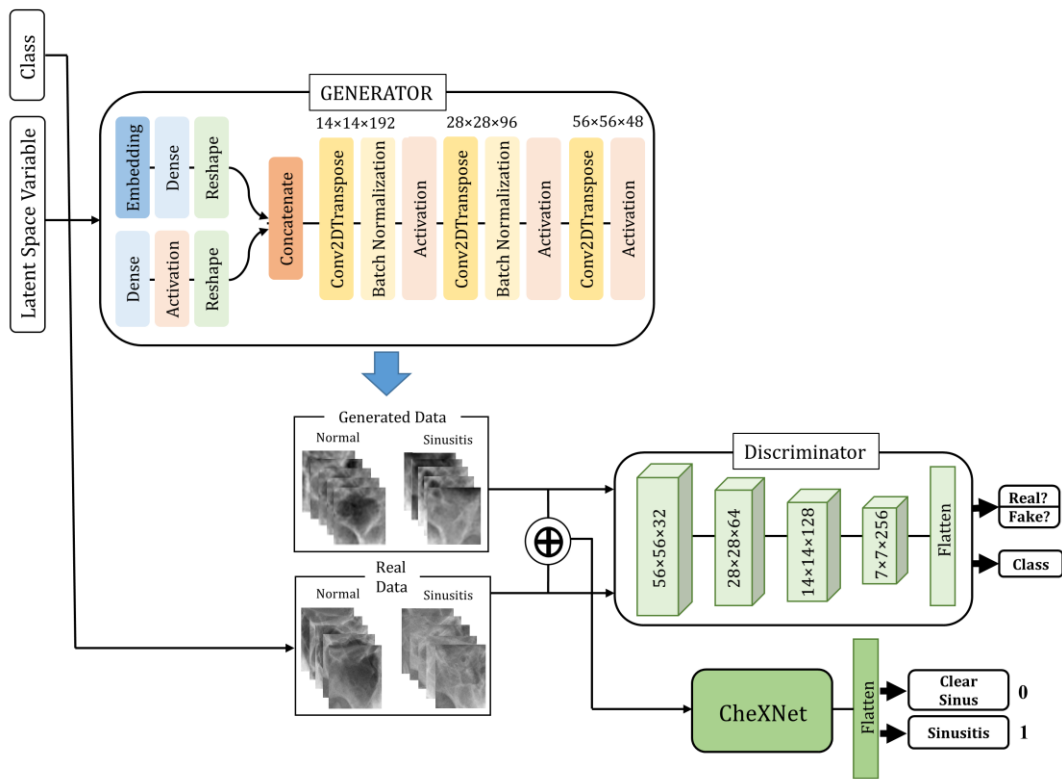 Class
Latent Space Variable
GENERATOR
14×14×192
28×28×96
56×56×48
Embedding
Dense
Reshape
Dense
Activation
Reshape
Concatenate
Conv2DTranspose
Batch Normalization
Activation
Conv2DTranspose
Batch Normalization
Activation
Conv2DTranspose
Activation
Generated Data
Normal
Sinusitis
Real
Data
Normal
Sinusitis
Discriminator
56×56×32
28×28×64
14×14×128
7×7×256
Flatten
Real?
Fake?
Class
CheXNet
Flatten
Clear
Sinus
0
Sinusitis
1